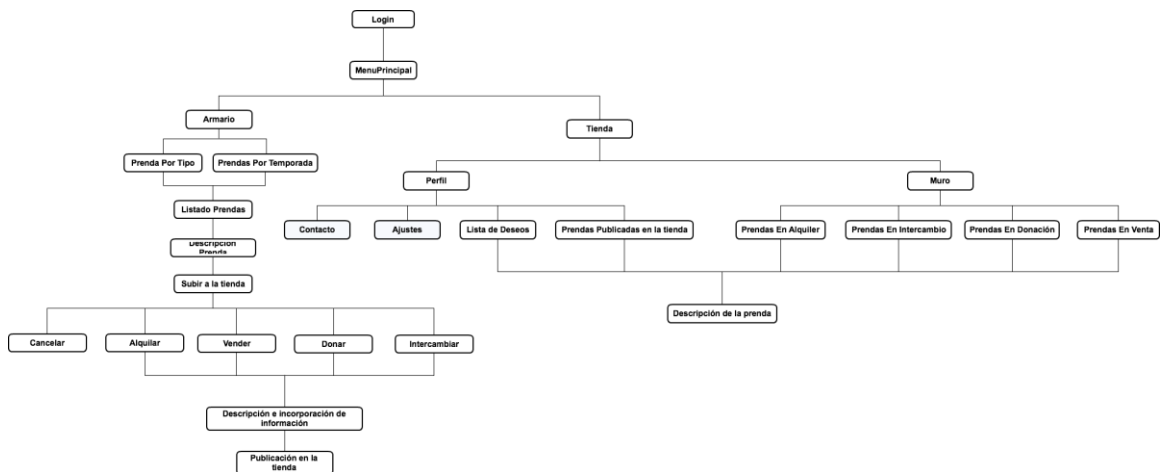 Login
MenuPrincipal
Armario
Tienda
Prenda Por Tipo
Prendas Por Temporada
Perfil
Muro
Listado Prendas
Contacto
Ajustes
Lista de Deseos
Prendas Publicadas en la tienda
Prendas En Alquiler
Prendas En Intercambio
Prendas En Donación
Prendas En Venta
Descripción
Prenda
Subir a la tienda
Descripción de la prenda
Cancelar
Alquilar
Vender
Donar
Intercambiar
Descripción e incorporación de
información
Publicación en la
tienda